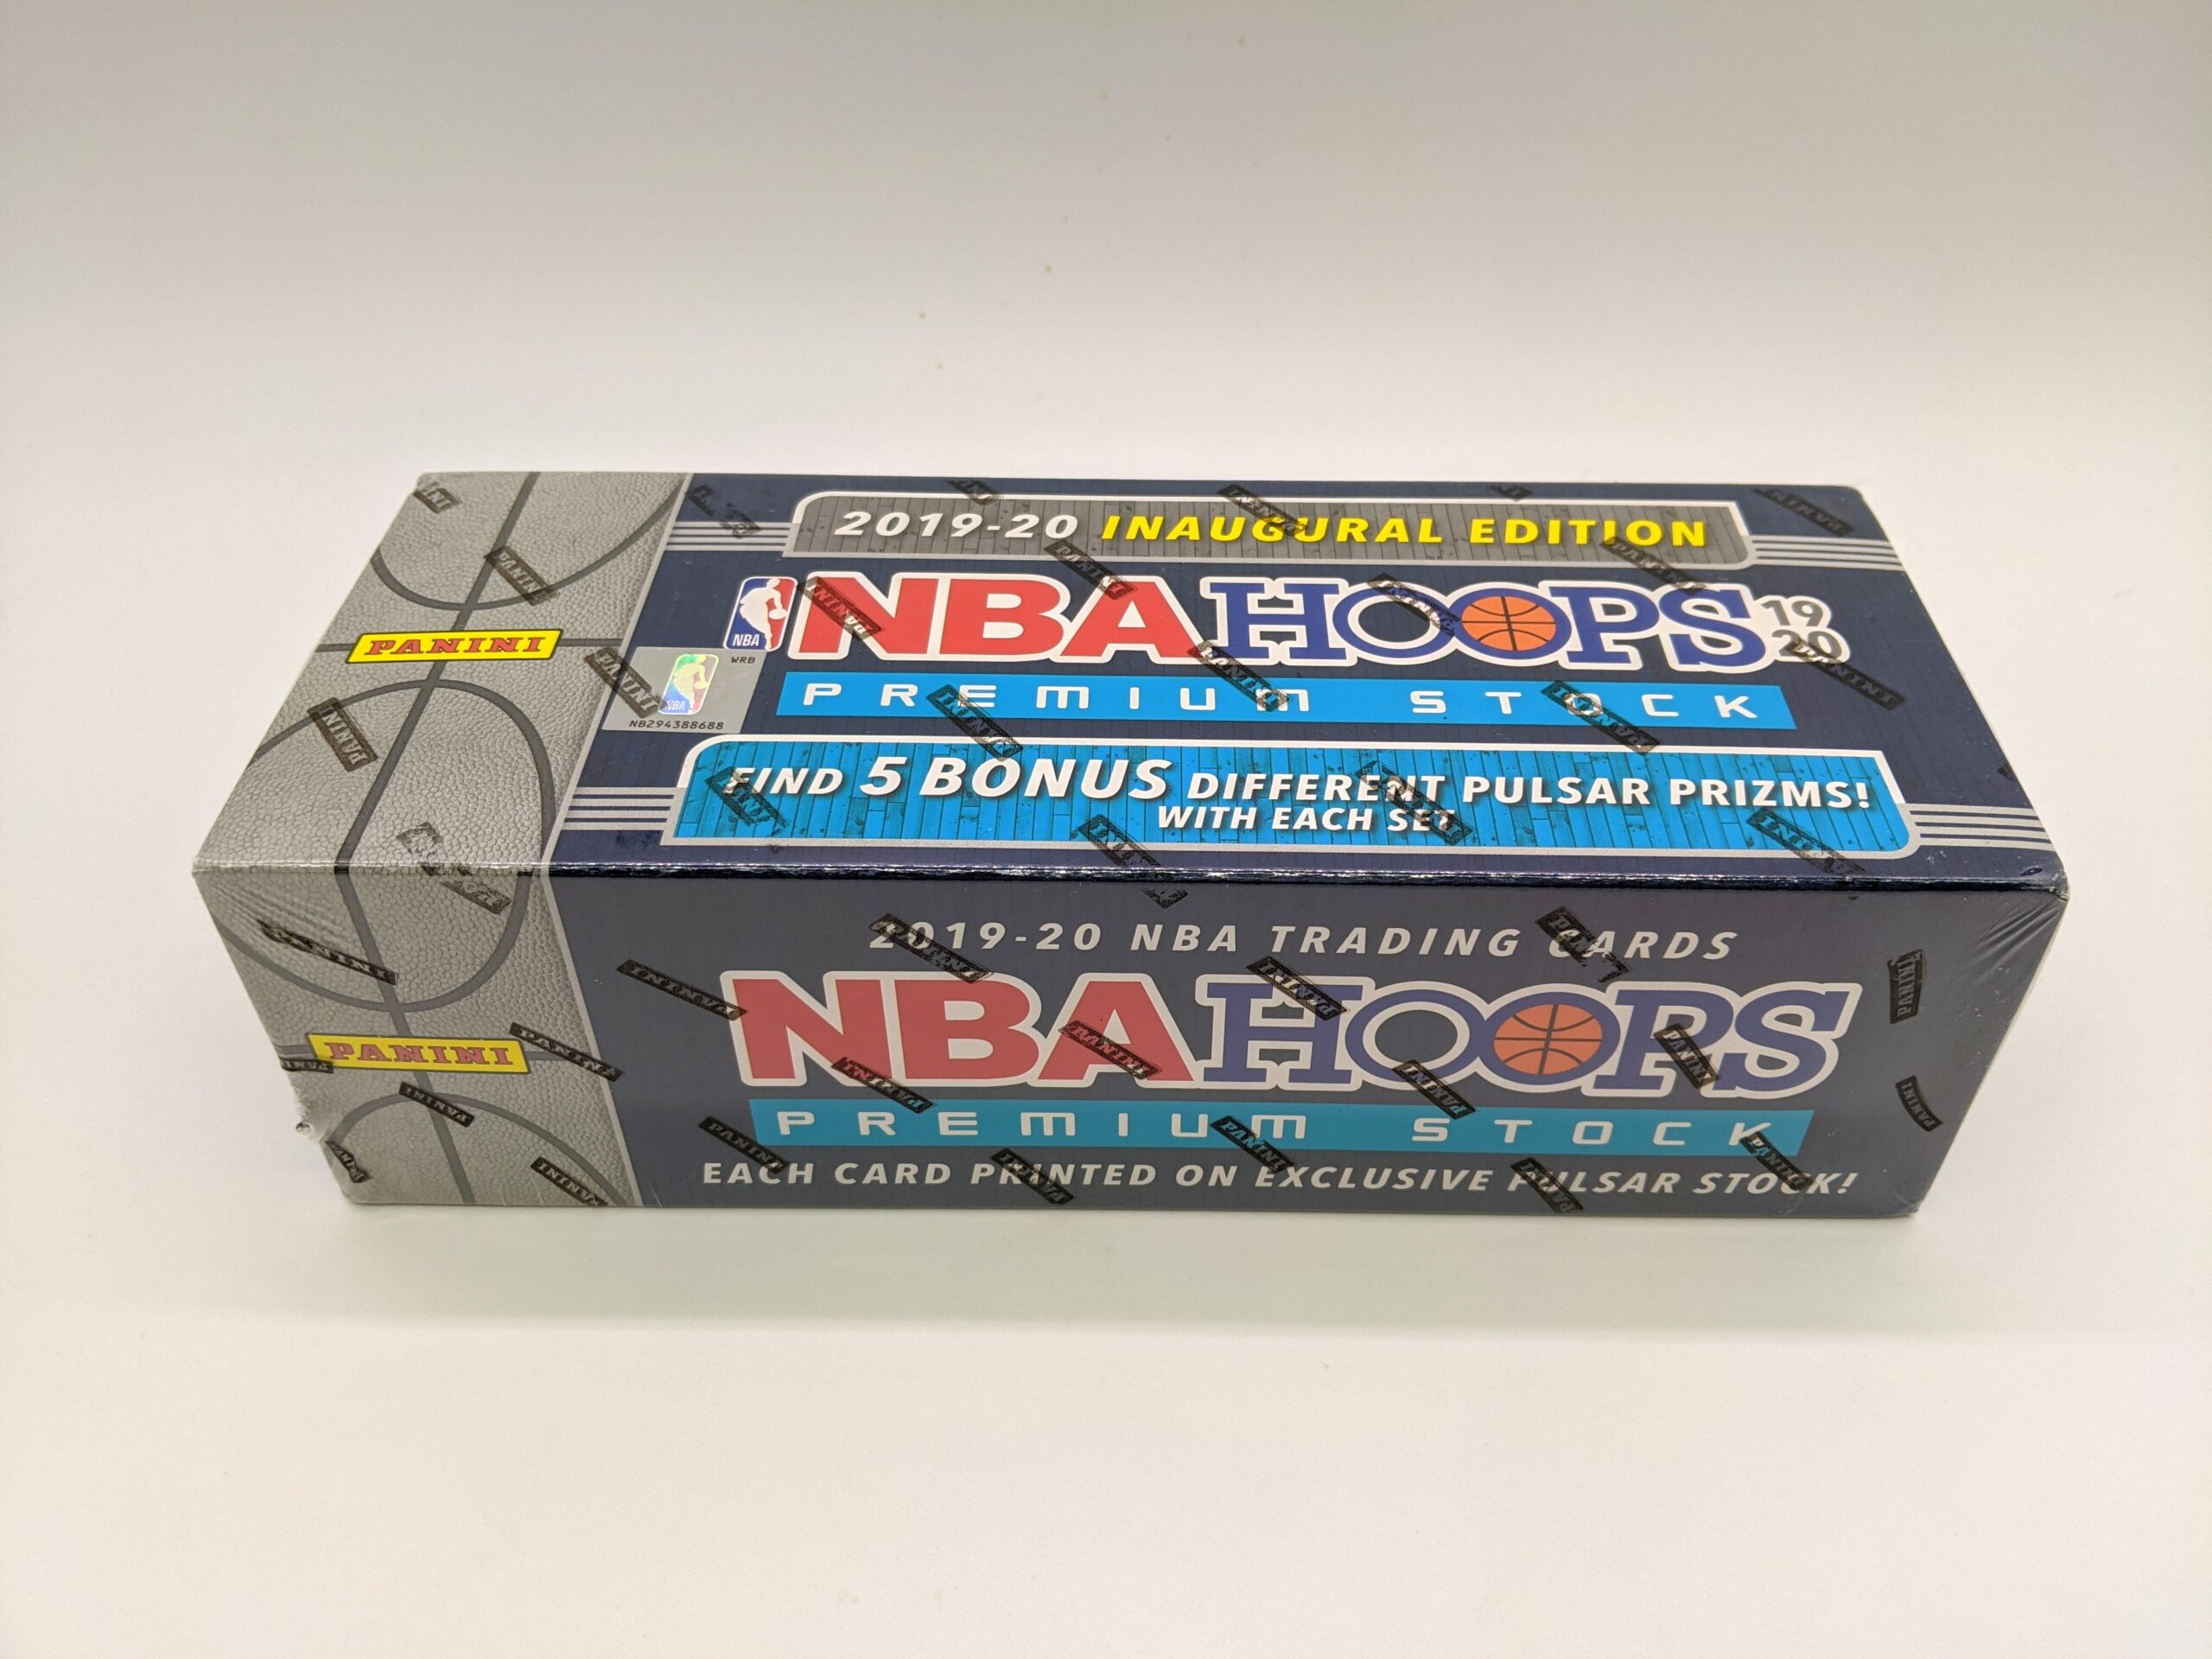 2019-20 INAUGURAL EDITION
NBA HOOPS 19 20
NBA
WRB
NBA
NB294388688
PANINI
PREMIUM STOCK
FIND 5 BONUS DIFFERENT PULSAR PRIZMS!
WITH EACH SET
2019-20 NBA TRADING CARDS
NBA HOOPS
PANINI
PREMIUM STOCK
EACH CARD PRINTED ON EXCLUSIVE PULSAR STOCK!